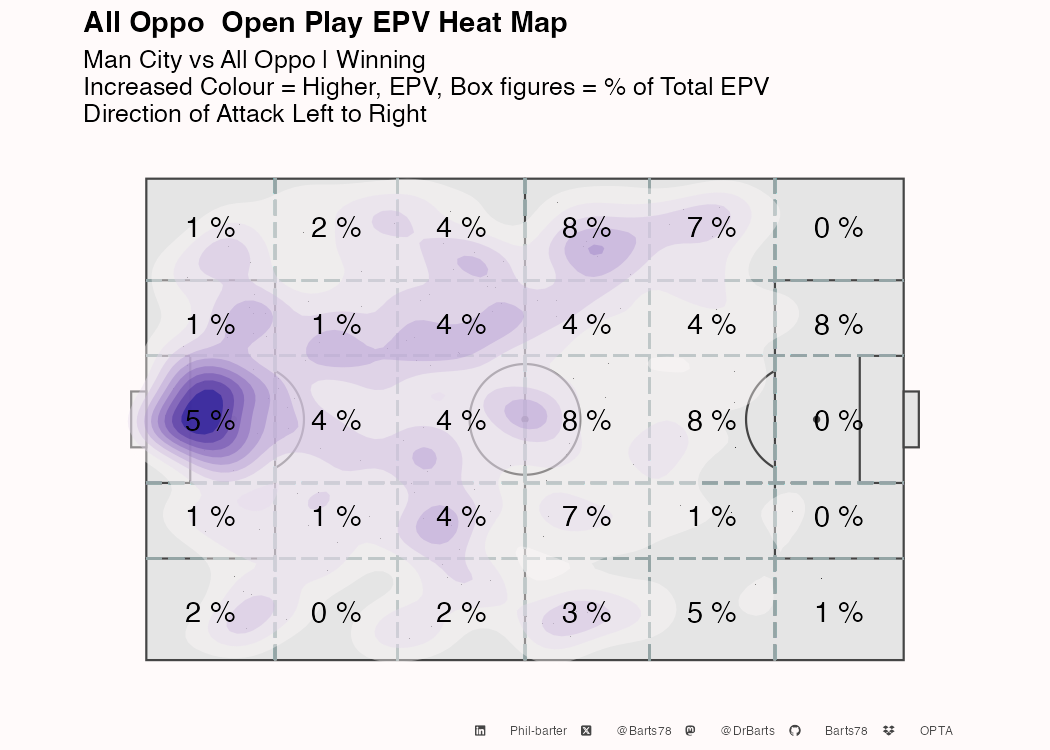 All Oppo  Open Play EPV Heat Map
Man City vs All Oppo | Winning
Increased Colour = Higher, EPV, Box figures = % of Total EPV
Direction of Attack Left to Right
1 % 2 % 4 % 8 % 7 % 0 %
1 % 1 % 4 % 4 % 4 % 8 %
5 % 4 % 4 % 8 % 8 % 0 %
1 % 1 % 4 % 7 % 1 % 0 %
2 % 0 % 2 % 3 % 5 % 1 %
Phil-barter @Barts78 @DrBarts Barts78 OPTA